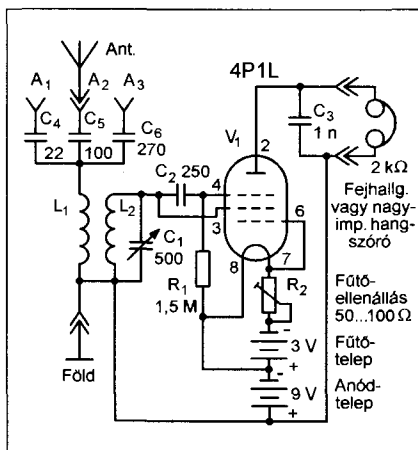 Ant.
4P1L
A1
A2
A3
C4
22
C5
100
C6
270
V1
2
C3
1 n
2 kΩ
Fejhallg.
vagy nagy-
imp. hang-
szóró
C2 250
4
3
6
8
7
L1
L2
C1
500
R1
1,5 M
R2
Fűtő-
ellenállás
50...100 Ω
-
3 V
+
Fűtő-
telep
-
9 V
+
Anód-
telep
Föld